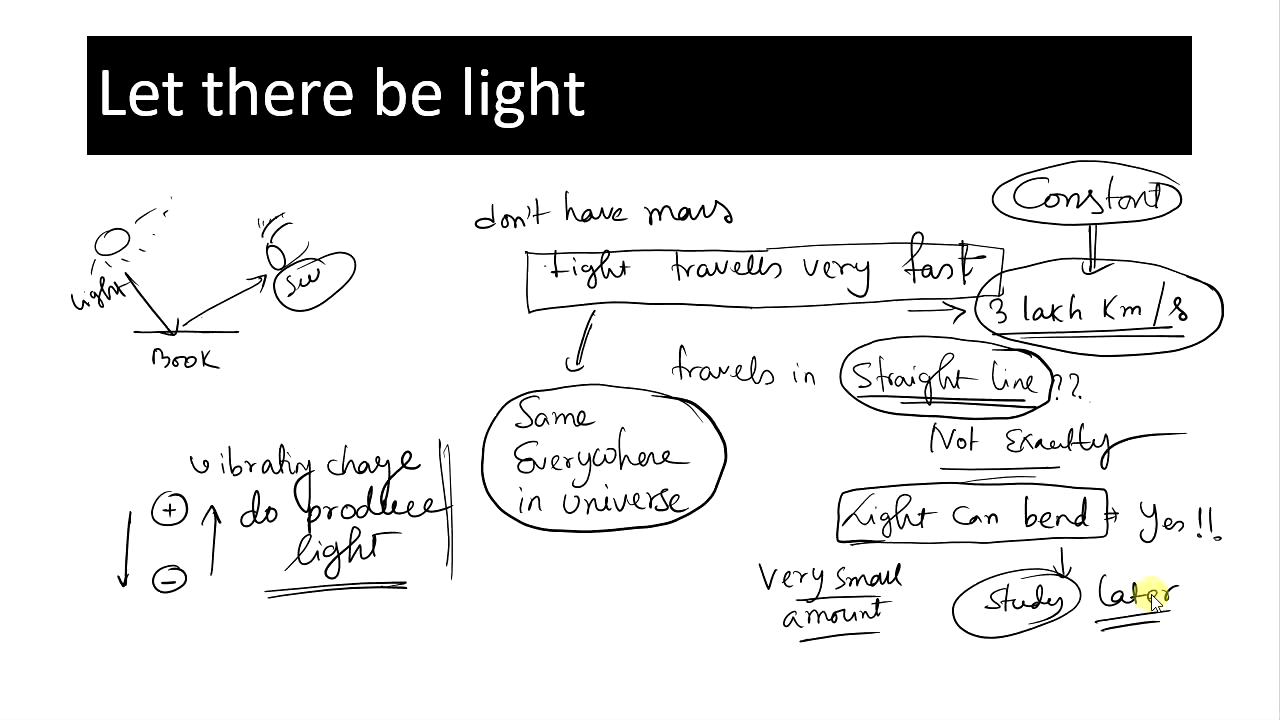 Let there be light
Light
See
Book
don't have mass
Light travells very fast
Constant
3 lakh Km/s
travels in Straight line ??
Not Exactly
Light can bend → Yes !!
Very small
amount
Study Later
Same
Everywhere
in universe
vibrating charge
do produce
light
+
-